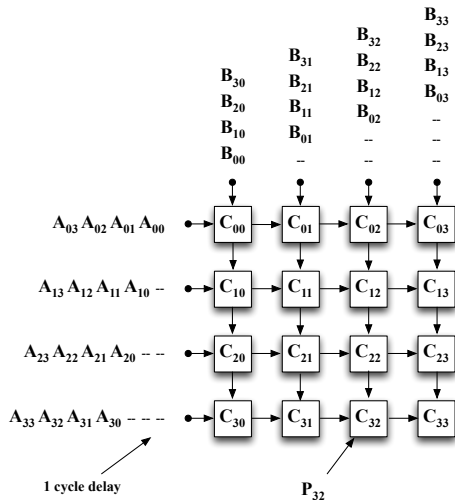 B33
B32 B23
B31 B22 B13
B30 B21 B12 B03
B20 B11 B02 --
B10 B01 -- --
B00 -- -- --
A03 A02 A01 A00 C00 C01 C02 C03
A13 A12 A11 A10 -- C10 C11 C12 C13
A23 A22 A21 A20 -- -- C20 C21 C22 C23
A33 A32 A31 A30 -- -- -- C30 C31 C32 C33
1 cycle delay P32